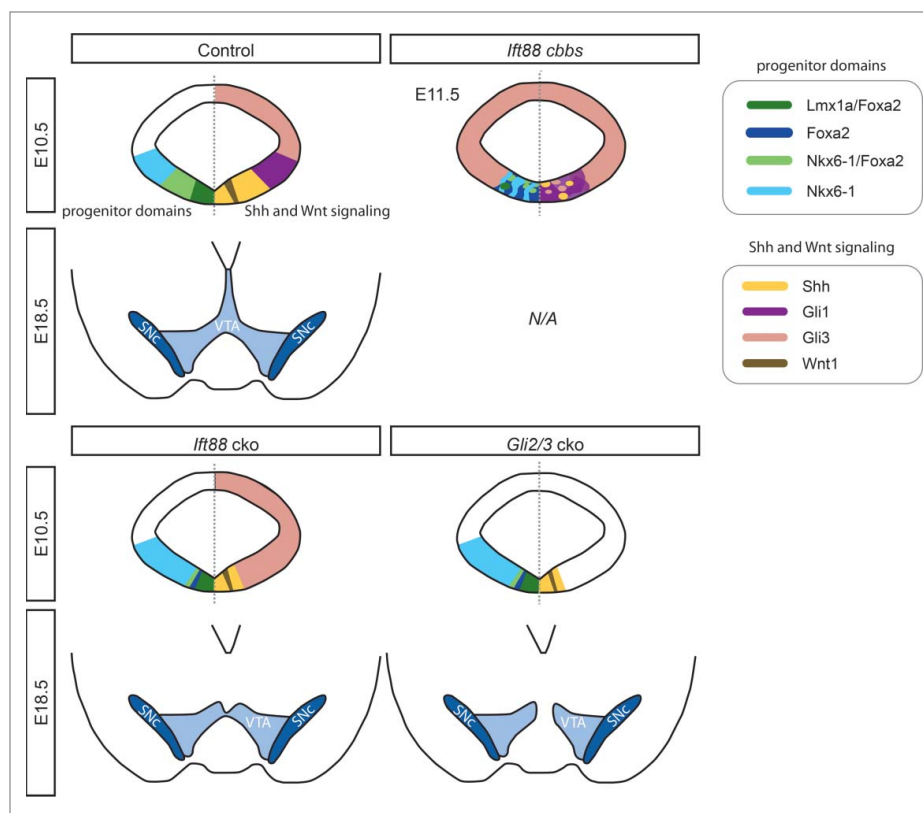 Control
Ift88 cbbs
E10.5
E11.5
progenitor domains
Shh and Wnt signaling
progenitor domains
Lmx1a/Foxa2
Foxa2
Nkx6-1/Foxa2
Nkx6-1
Shh and Wnt signaling
Shh
Gli1
Gli3
Wnt1
E18.5
SNc
VTA
SNc
N/A
Ift88 cko
Gli2/3 cko
E10.5
E18.5
SNc
VTA
SNc
SNc
VTA
SNc